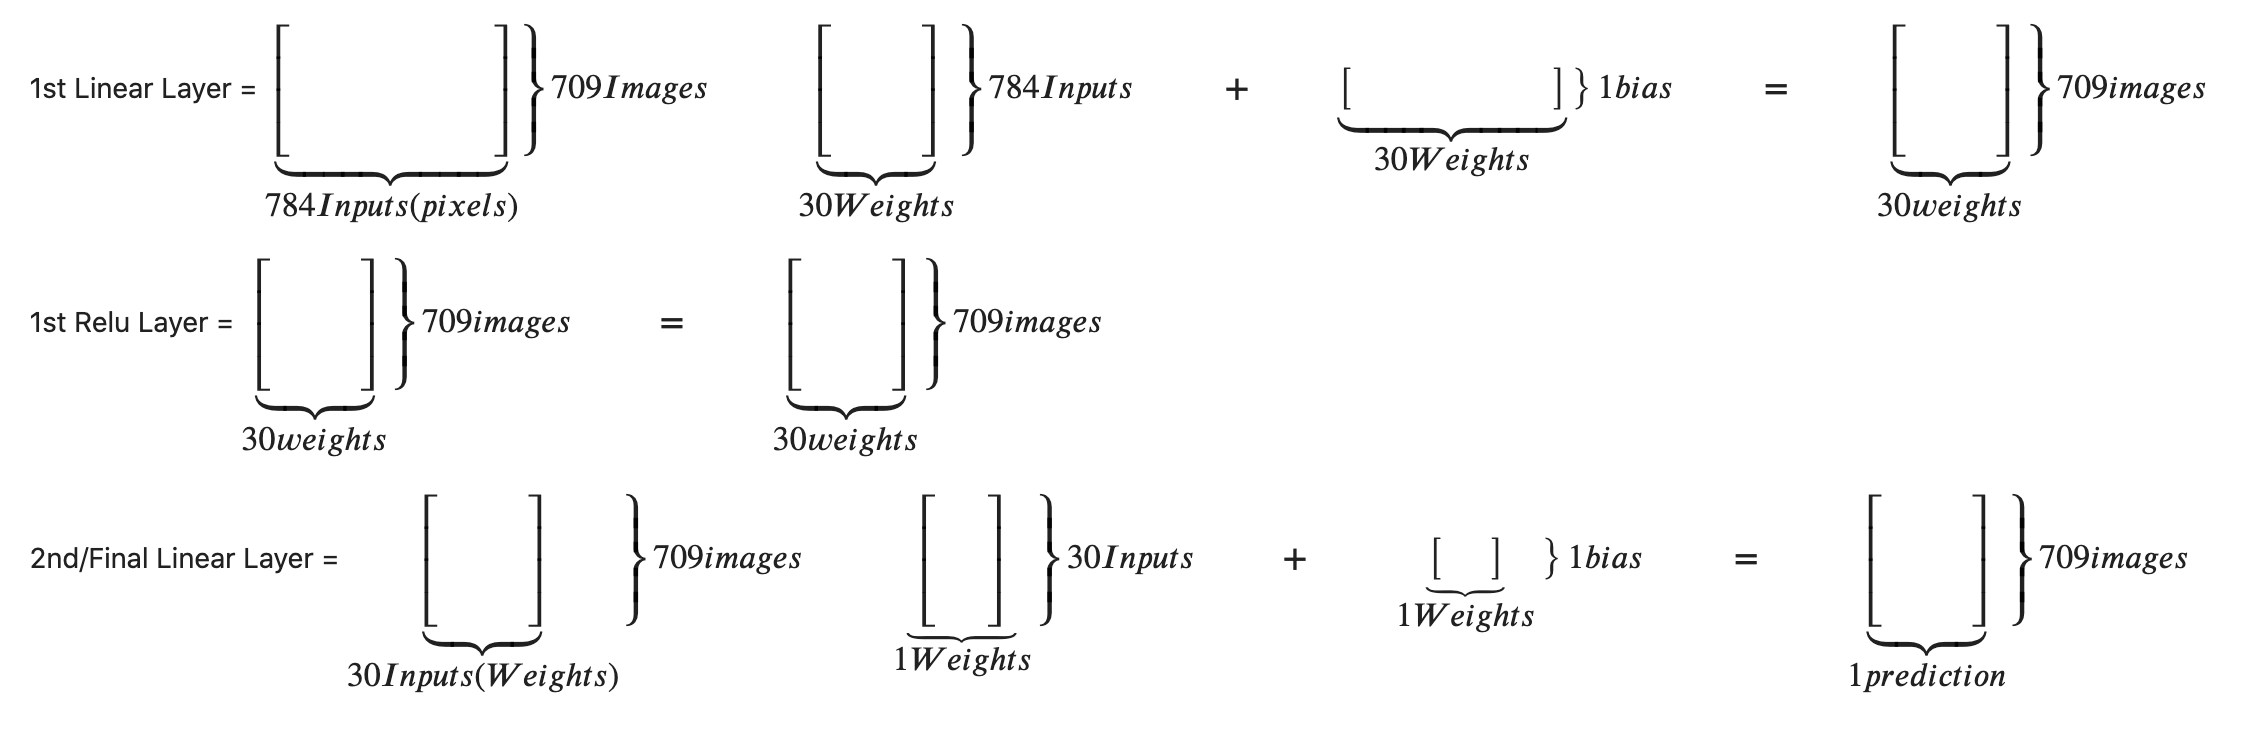 1st Linear Layer = [ ] } 709Images [ ] } 784Inputs + [ ] } 1bias = [ ] } 709images
784Inputs(pixels) 30Weights 30Weights 30weights
1st Relu Layer = [ ] } 709images = [ ] } 709images
30weights 30weights
2nd/Final Linear Layer = [ ] } 709images [ ] } 30Inputs + [ ] } 1bias = [ ] } 709images
30Inputs(Weights) 1Weights 1Weights 1prediction